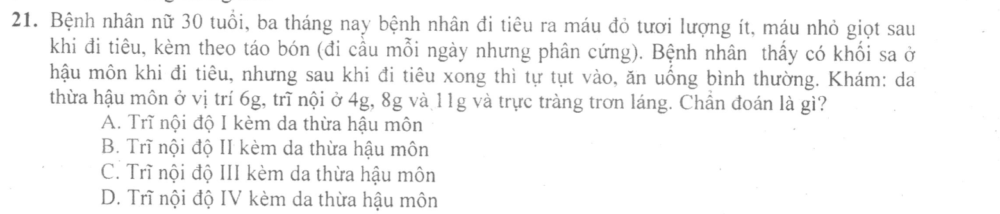 21. Bệnh nhân nữ 30 tuổi, ba tháng nay bệnh nhân đi tiêu ra máu đỏ tươi lượng ít, máu nhỏ giọt sau
khi đi tiêu, kèm theo táo bón (đi cầu mỗi ngày nhưng phân cứng). Bệnh nhân thấy có khối sa ở
hậu môn khi đi tiêu, nhưng sau khi đi tiêu xong thì tự tụt vào, ăn uống bình thường. Khám: da
thừa hậu môn ở vị trí 6g, trĩ nội ở 4g, 8g và 11g và trực tràng trơn láng. Chẩn đoán là gì?
A. Trĩ nội độ I kèm da thừa hậu môn
B. Trĩ nội độ II kèm da thừa hậu môn
C. Trĩ nội độ III kèm da thừa hậu môn
D. Trĩ nội độ IV kèm da thừa hậu môn